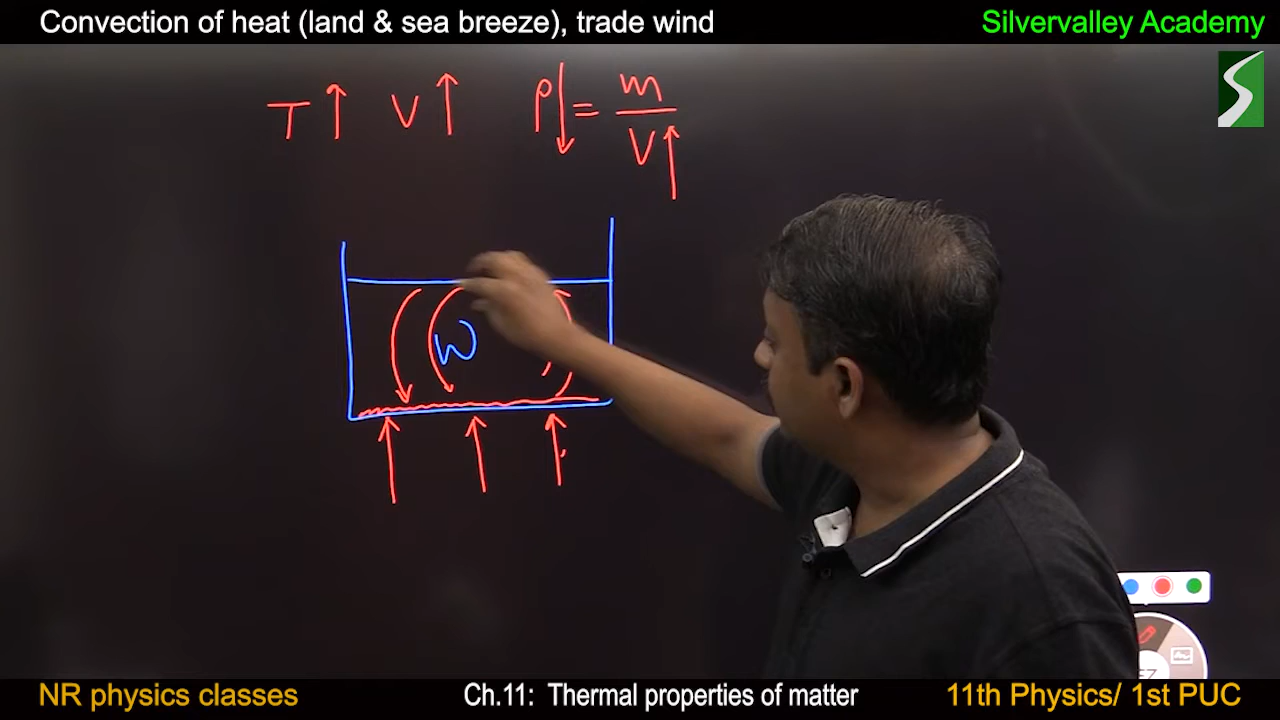 Convection of heat (land & sea breeze), trade wind
Silvervalley Academy
T↑ V↑ ρ↓ = m/V↑
W
NR physics classes
Ch.11: Thermal properties of matter
11th Physics/ 1st PUC